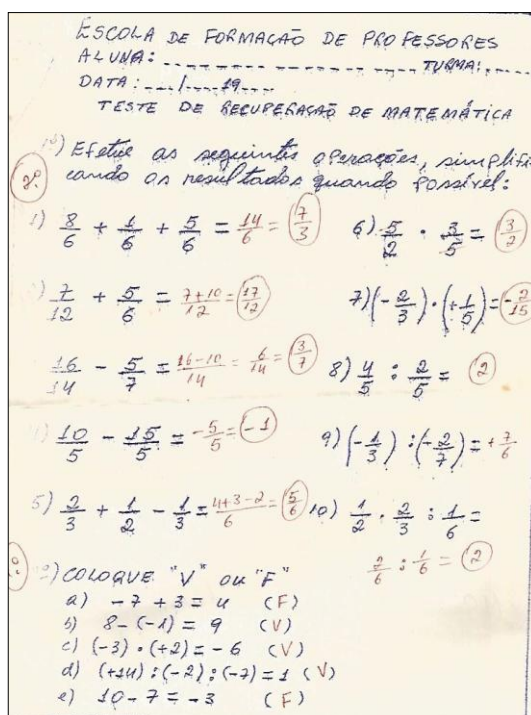 ESCOLA DE FORMAÇÃO DE PROFESSORES
ALUNA: TURMA:
DATA: / 19
TESTE DE RECUPERAÇÃO DE MATEMÁTICA
1º) Efetue as seguintes operações, simplifi-
cando os resultados quando possível:
1) 8/6 + 1/6 + 5/6 = 14/6 = 7/3
6) 5/2 . 3/5 = 3/2
7/12 + 5/6 = 7+10/12 = 17/12
7) (-2/3) . (+1/5) = -2/15
16/14 - 5/7 = 16-10/14 = 6/14 = 3/7
8) 4/5 : 2/5 = 2
10/5 - 15/5 = -5/5 = -1
9) (-1/3) : (-2/7) = +7/6
5) 2/3 + 1/2 - 1/3 = 4+3-2/6 = 5/6
10) 1/2 . 2/3 : 1/6 =
2/6 : 1/6 = 2
2º) COLOQUE "V" OU "F"
a) -7 + 3 = 4 (F)
b) 8 - (-1) = 9 (V)
c) (-3) . (+2) = -6 (V)
d) (+14) : (-2) : (-7) = 1 (V)
e) 10 - 7 = -3 (F)